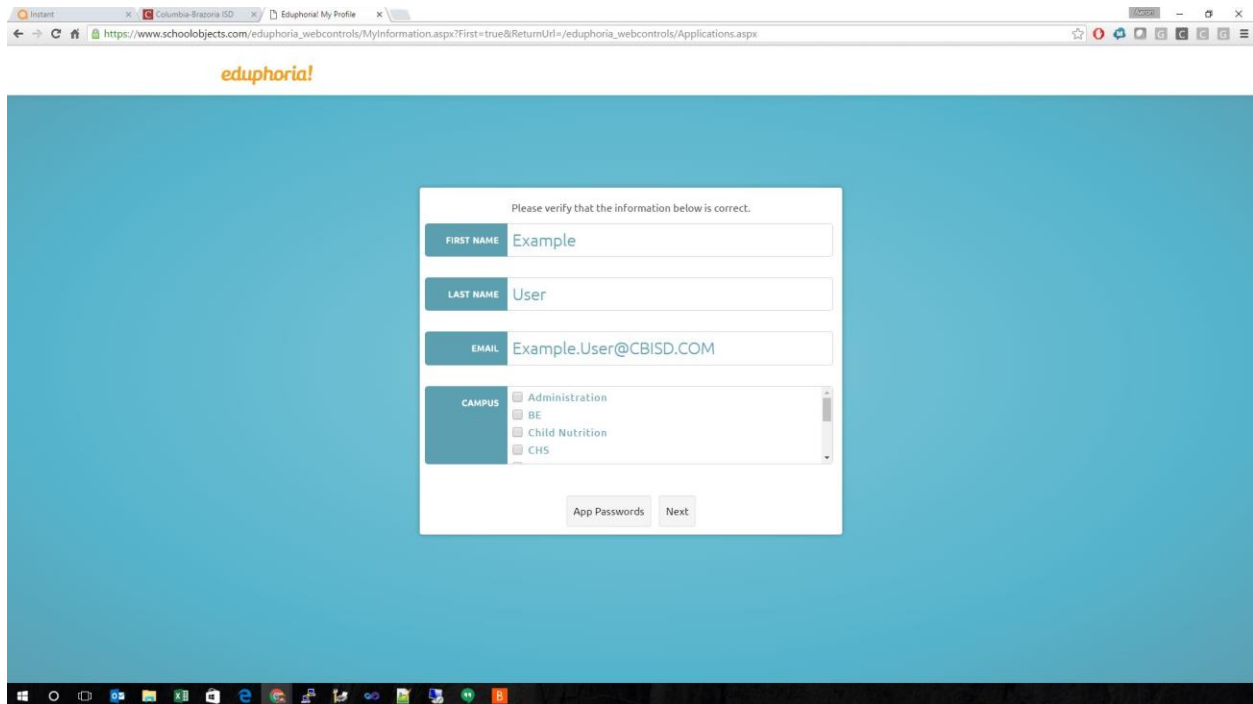 Instant
Columbia-Brazoria ISD
Eduphoria! My Profile
Aaron
https://www.schoolobjects.com/eduphoria_webcontrols/MyInformation.aspx?First=true&ReturnUrl=/eduphoria_webcontrols/Applications.aspx
eduphoria!
Please verify that the information below is correct.
FIRST NAME Example
LAST NAME User
EMAIL Example.User@CBISD.COM
CAMPUS
Administration
BE
Child Nutrition
CHS
App Passwords Next